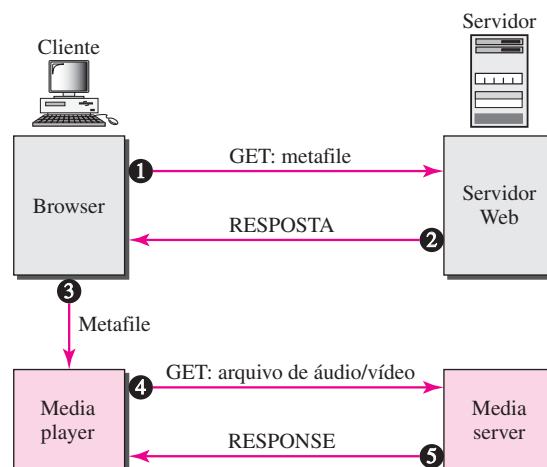 Servidor
Cliente
1
GET: metafile
Browser
Servidor
Web
RESPOSTA
2
3
Metafile
4
GET: arquivo de áudio/vídeo
Media
player
Media
server
RESPONSE
5